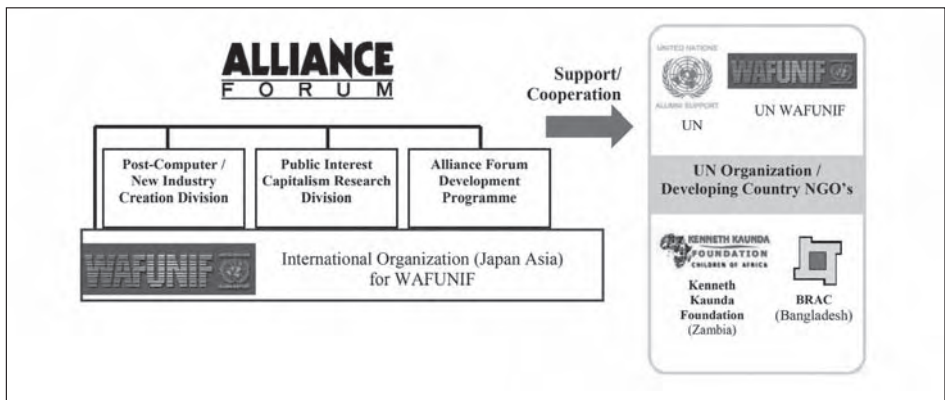 ALLIANCE
FORUM
Post-Computer /
New Industry
Creation Division
Public Interest
Capitalism Research
Division
Alliance Forum
Development
Programme
WAFUNIF
International Organization (Japan Asia)
for WAFUNIF
Support/
Cooperation
UNITED NATIONS
ALUMNI SUPPORT
UN
WAFUNIF
UN WAFUNIF
UN Organization /
Developing Country NGO's
KENNETH KAUNDA
FOUNDATION
CHILDREN OF AFRICA
Kenneth
Kaunda
Foundation
(Zambia)
BRAC
(Bangladesh)